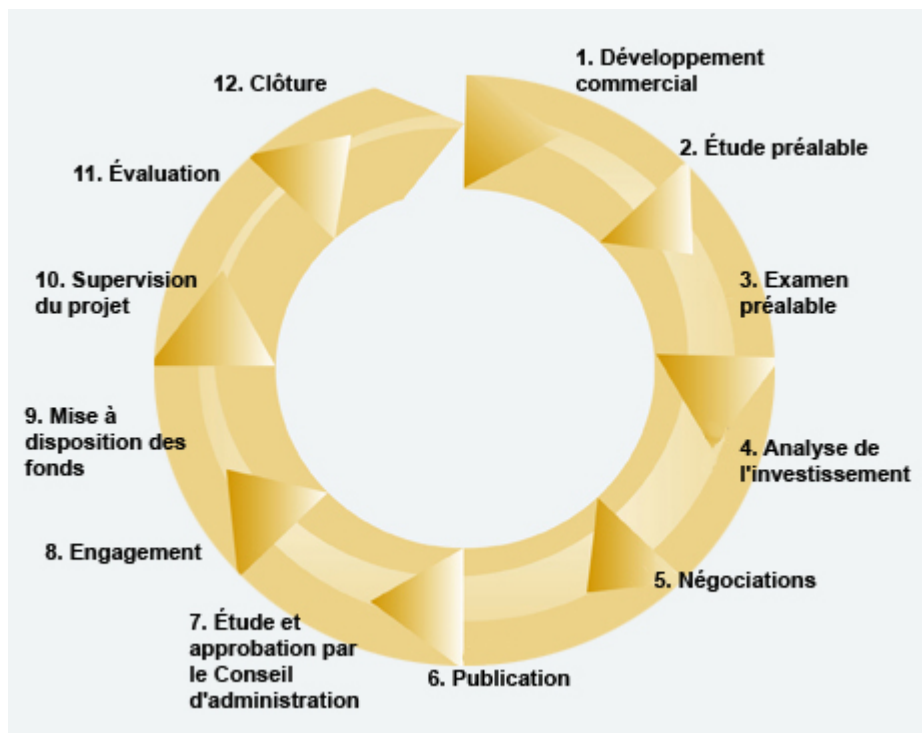 1. Développement
commercial
2. Étude préalable
3. Examen
préalable
4. Analyse de
l'investissement
5. Négociations
6. Publication
7. Étude et
approbation par
le Conseil
d'administration
8. Engagement
9. Mise à
disposition des
fonds
10. Supervision
du projet
11. Évaluation
12. Clôture